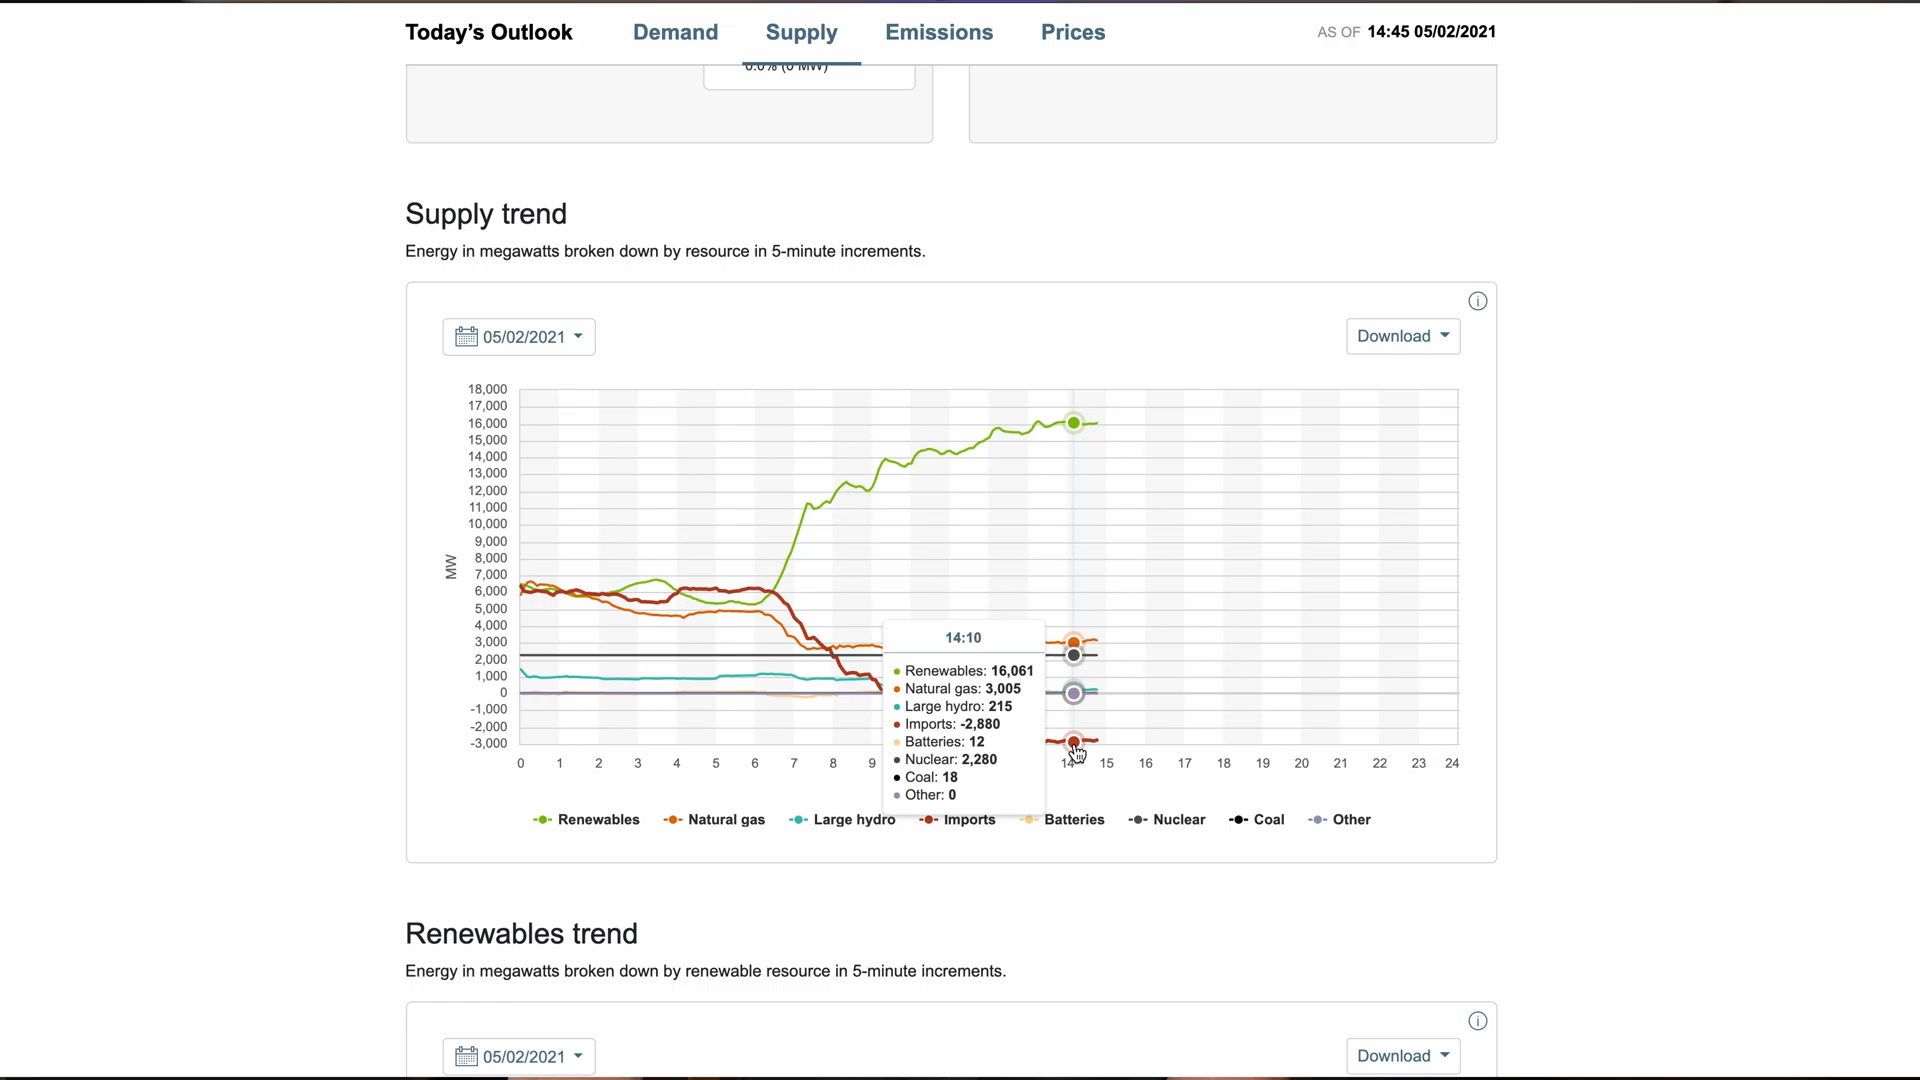 Today's Outlook Demand Supply Emissions Prices AS OF 14:45 05/02/2021
0.0% (0 MW)
Supply trend
Energy in megawatts broken down by resource in 5-minute increments.
05/02/2021 Download
18,000
17,000
16,000
15,000
14,000
13,000
12,000
11,000
10,000
9,000
8,000
7,000
6,000
5,000
4,000
3,000
2,000
1,000
0
-1,000
-2,000
-3,000
MW
14:10
Renewables: 16,061
Natural gas: 3,005
Large hydro: 215
Imports: -2,880
Batteries: 12
Nuclear: 2,280
Coal: 18
Other: 0
0 1 2 3 4 5 6 7 8 9 14 15 16 17 18 19 20 21 22 23 24
Renewables Natural gas Large hydro Imports Batteries Nuclear Coal Other
Renewables trend
Energy in megawatts broken down by renewable resource in 5-minute increments.
05/02/2021 Download